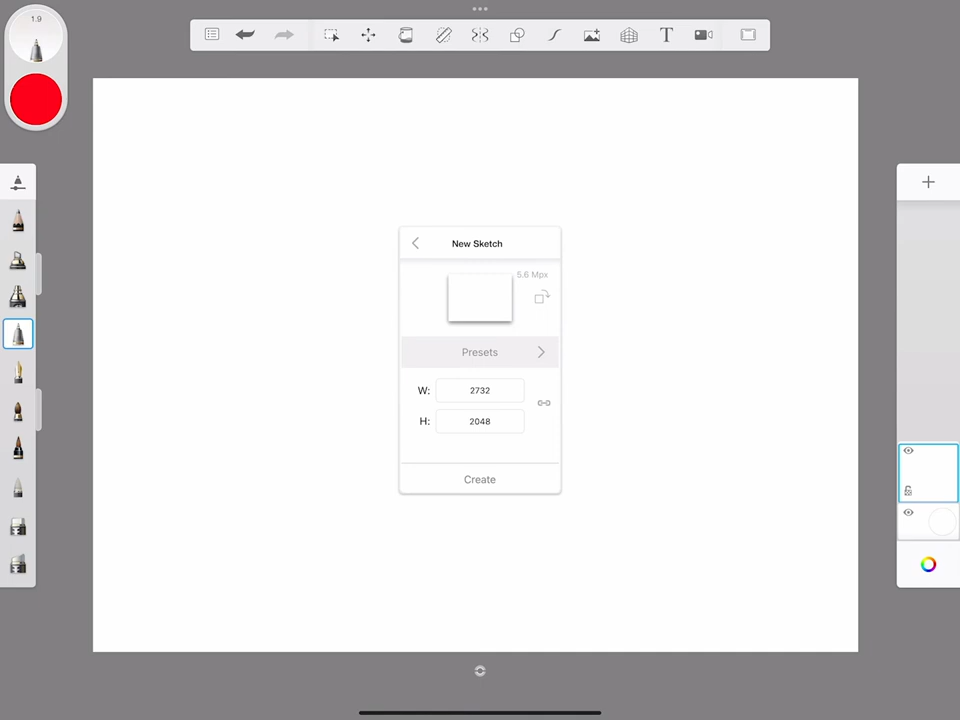 1.9
T
New Sketch
5.6 Mpx
Presets
W: 2732
H: 2048
Create